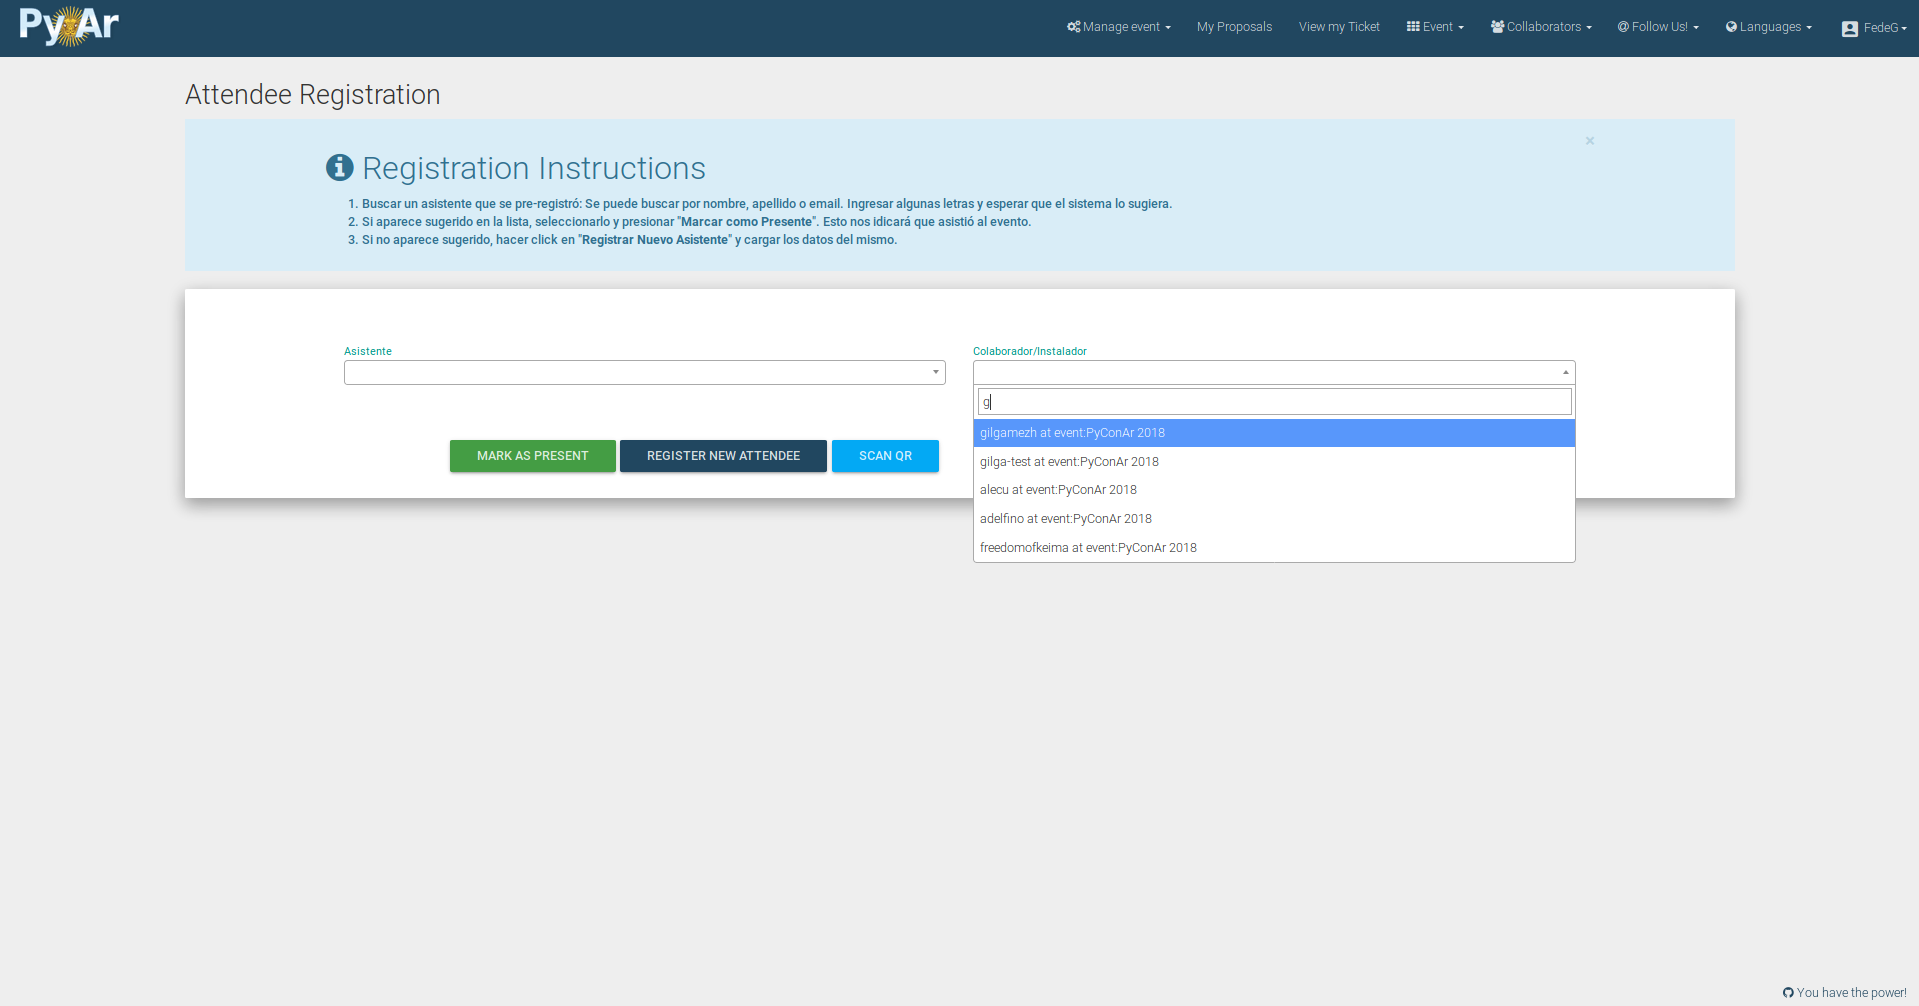 PyAr
Manage event
My Proposals
View my Ticket
Event
Collaborators
@ Follow Us!
Languages
FedeG
Attendee Registration
×
Registration Instructions
1. Buscar un asistente que se pre-registró: Se puede buscar por nombre, apellido o email. Ingresar algunas letras y esperar que el sistema lo sugiera.
2. Si aparece sugerido en la lista, seleccionarlo y presionar "Marcar como Presente". Esto nos idicará que asistió al evento.
3. Si no aparece sugerido, hacer click en "Registrar Nuevo Asistente" y cargar los datos del mismo.
Asistente
Colaborador/Instalador
g
gilgamezh at event:PyConAr 2018
gilga-test at event:PyConAr 2018
alecu at event:PyConAr 2018
adelfino at event:PyConAr 2018
freedomofkeima at event:PyConAr 2018
MARK AS PRESENT
REGISTER NEW ATTENDEE
SCAN QR
You have the power!